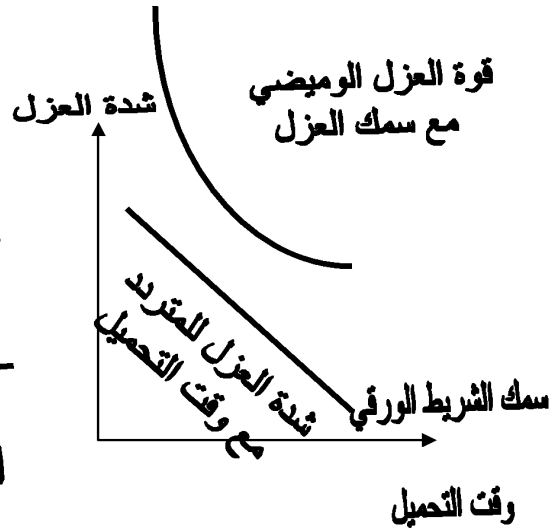 قوة العزل الوميضي
مع سمك العزل
شدة العزل
شدة العزل للمتردد
مع وقت التحميل
سمك الشريط الورقي
وقت التحميل